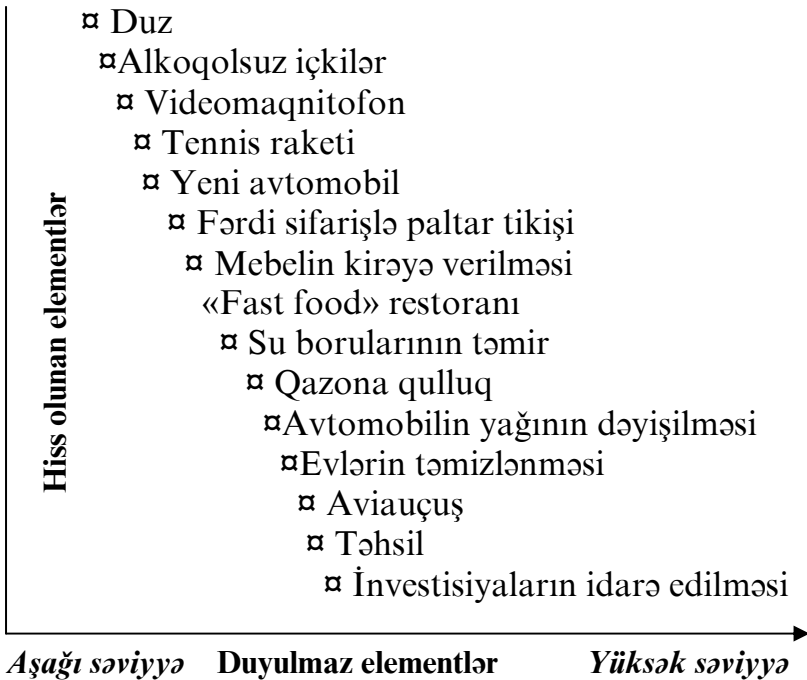 ¤ Duz
¤Alkoqolsuz içkilər
¤ Videomaqnitofon
¤ Tennis raketi
¤ Yeni avtomobil
¤ Fərdi sifarişlə paltar tikişi
¤ Mebelin kirəyə verilməsi
«Fast food» restoranı
¤ Su borularının təmir
¤ Qazona qulluq
¤Avtomobilin yağının dəyişilməsi
¤Evlərin təmizlənməsi
¤ Aviauçuş
¤ Təhsil
¤ İnvestisiyaların idarə edilməsi
Hiss olunan elementlər
Aşağı səviyyə Duyulmaz elementlər Yüksək səviyyə